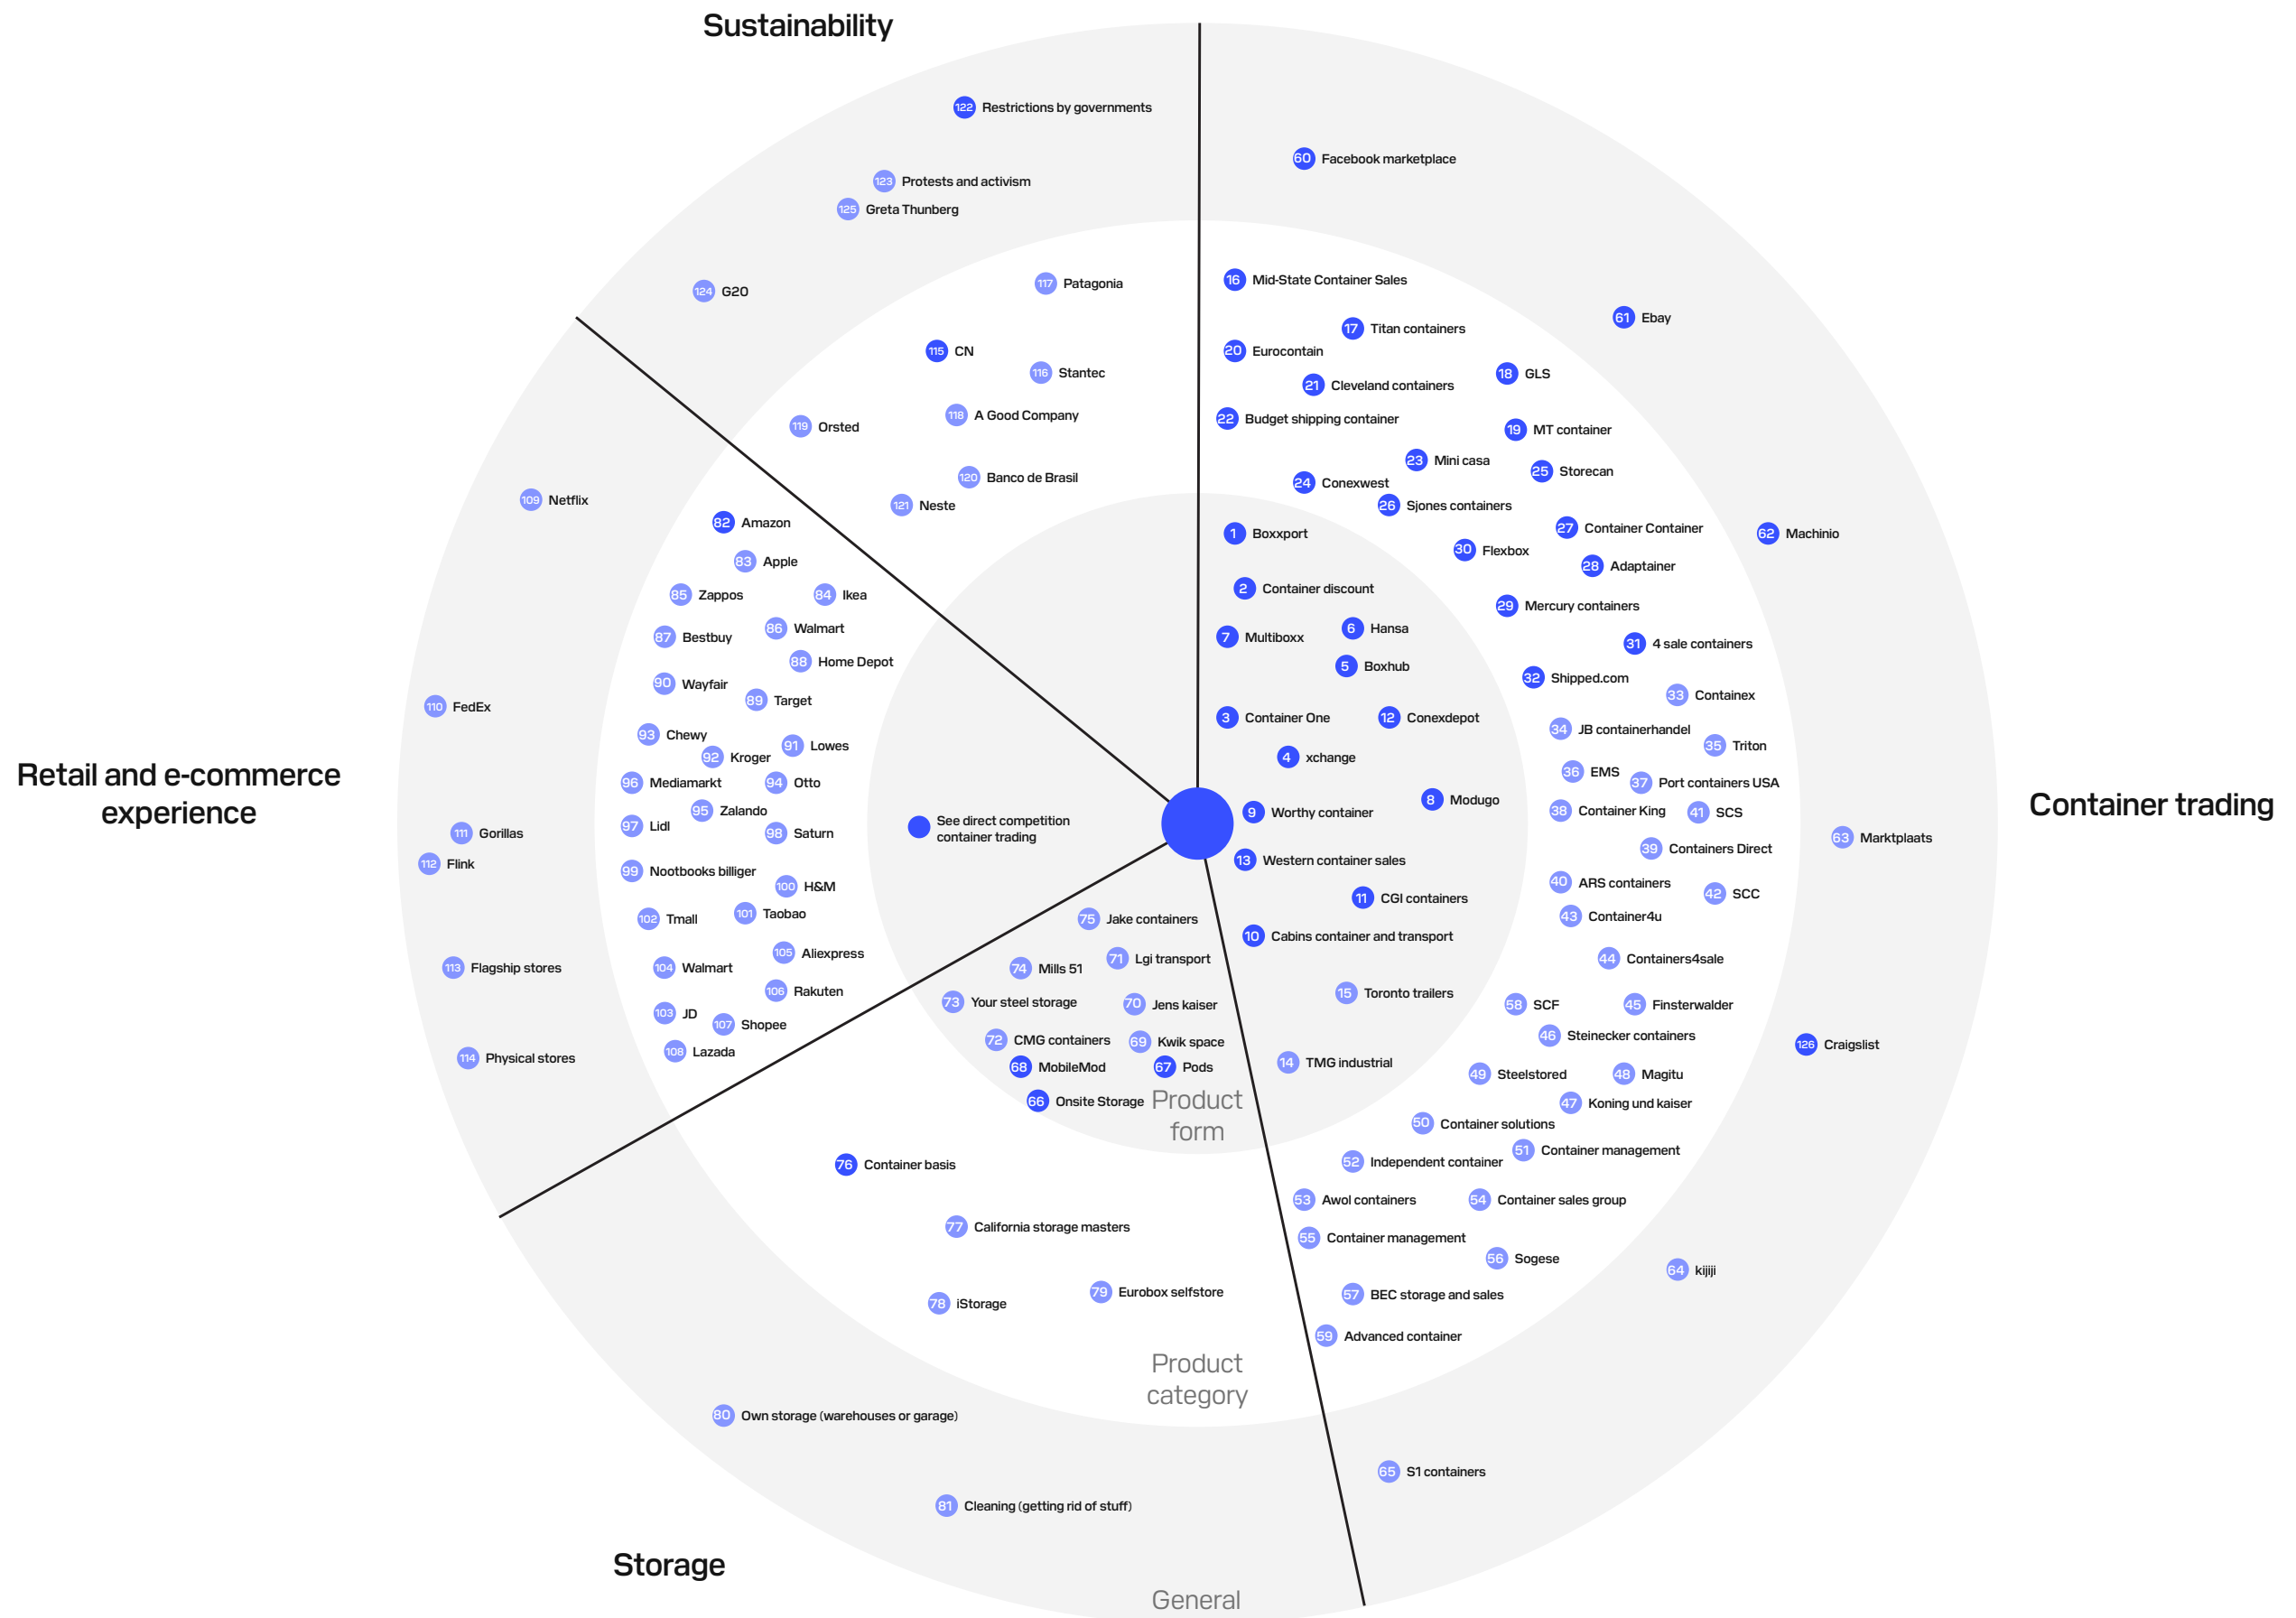 Sustainability
122 Restrictions by governments
123 Protests and activism
125 Greta Thunberg
124 G20
117 Patagonia
115 CN
116 Stantec
118 A Good Company
119 Orsted
120 Banco de Brasil
121 Neste
Container trading
60 Facebook marketplace
61 Ebay
62 Machinio
63 Marktplaats
126 Craigslist
64 kijiji
65 S1 containers
16 Mid-State Container Sales
17 Titan containers
20 Eurocontain
18 GLS
21 Cleveland containers
22 Budget shipping container
19 MT container
23 Mini casa
25 Storecan
24 Conexwest
26 Sjones containers
27 Container Container
30 Flexbox
28 Adaptainer
29 Mercury containers
31 4 sale containers
32 Shipped.com
33 Containex
34 JB containerhandel
35 Triton
36 EMS
37 Port containers USA
38 Container King
41 SCS
39 Containers Direct
40 ARS containers
42 SCC
43 Container4u
44 Containers4sale
58 SCF
45 Finsterwalder
46 Steinecker containers
49 Steelstored
48 Magitu
47 Koning und kaiser
50 Container solutions
51 Container management
52 Independent container
53 Awol containers
54 Container sales group
55 Container management
56 Sogese
57 BEC storage and sales
59 Advanced container
1 Boxxport
2 Container discount
6 Hansa
7 Multiboxx
5 Boxhub
3 Container One
12 Conexdepot
4 xchange
8 Modugo
9 Worthy container
13 Western container sales
11 CGI containers
10 Cabins container and transport
15 Toronto trailers
14 TMG industrial
Retail and e-commerce
experience
109 Netflix
110 FedEx
111 Gorillas
112 Flink
113 Flagship stores
114 Physical stores
82 Amazon
83 Apple
85 Zappos
84 Ikea
86 Walmart
87 Bestbuy
88 Home Depot
90 Wayfair
89 Target
93 Chewy
91 Lowes
92 Kroger
96 Mediamarkt
94 Otto
95 Zalando
97 Lidl
98 Saturn
99 Nootbooks billiger
100 H&M
101 Taobao
102 Tmall
105 Aliexpress
104 Walmart
106 Rakuten
103 JD
107 Shopee
108 Lazada
See direct competition
container trading
75 Jake containers
71 Lgi transport
74 Mills 51
73 Your steel storage
70 Jens kaiser
72 CMG containers
69 Kwik space
68 MobileMod
67 Pods
66 Onsite Storage
Product
form
76 Container basis
77 California storage masters
79 Eurobox selfstore
78 iStorage
Product
category
80 Own storage (warehouses or garage)
81 Cleaning (getting rid of stuff)
Storage
General